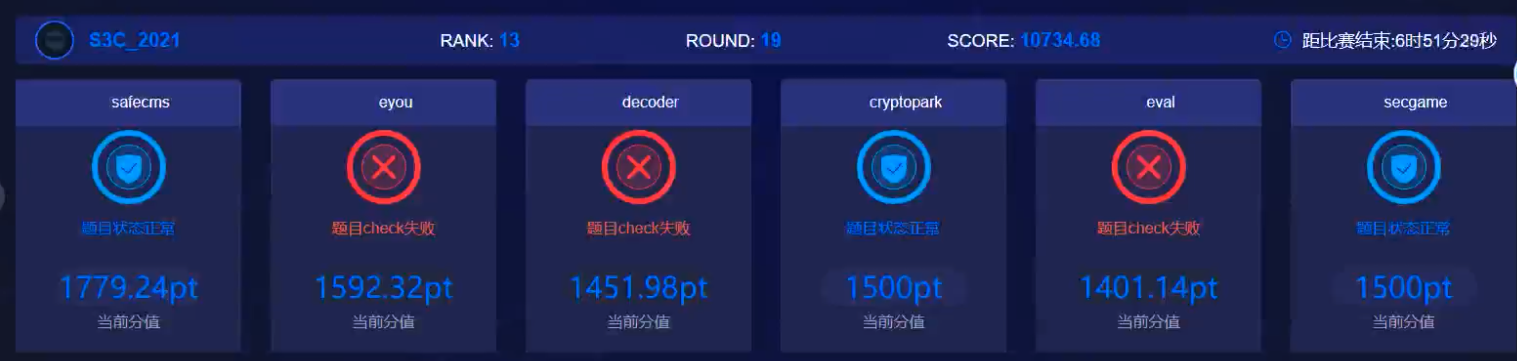 S3C_2021 RANK: 13 ROUND: 19 SCORE: 10734.68 距比赛结束:6时51分29秒
safecms eyou decoder cryptopark eval secgame
题目状态正常 题目check失败 题目check失败 题目状态正常 题目check失败 题目状态正常
1779.24pt 1592.32pt 1451.98pt 1500pt 1401.14pt 1500pt
当前分值 当前分值 当前分值 当前分值 当前分值 当前分值